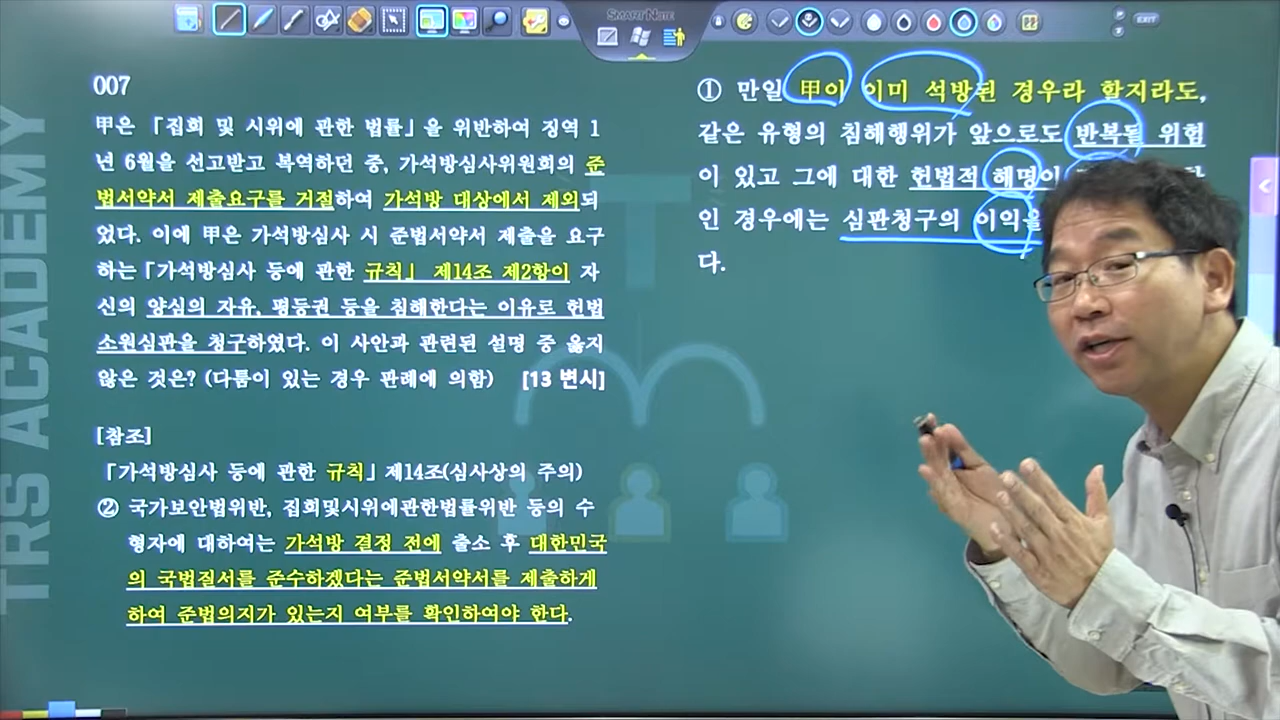 SMART NOTE
EXIT
TRS ACADEMY
007
甲은 「집회 및 시위에 관한 법률」을 위반하여 징역 1
년 6월을 선고받고 복역하던 중, 가석방심사위원회의 준
법서약서 제출요구를 거절하여 가석방 대상에서 제외되
었다. 이에 甲은 가석방심사 시 준법서약서 제출을 요구
하는「가석방심사 등에 관한 규칙」 제14조 제2항이 자
신의 양심의 자유, 평등권 등을 침해한다는 이유로 헌법
소원심판을 청구하였다. 이 사안과 관련된 설명 중 옳지
않은 것은? (다툼이 있는 경우 판례에 의함) [13 변시]
[참조]
「가석방심사 등에 관한 규칙」제14조(심사상의 주의)
② 국가보안법위반, 집회및시위에관한법률위반 등의 수
형자에 대하여는 가석방 결정 전에 출소 후 대한민국
의 국법질서를 준수하겠다는 준법서약서를 제출하게
하여 준법의지가 있는지 여부를 확인하여야 한다.
① 만일 甲이 이미 석방된 경우라 할지라도,
같은 유형의 침해행위가 앞으로도 반복될 위험
이 있고 그에 대한 헌법적 해명이
인 경우에는 심판청구의 이익을
다.